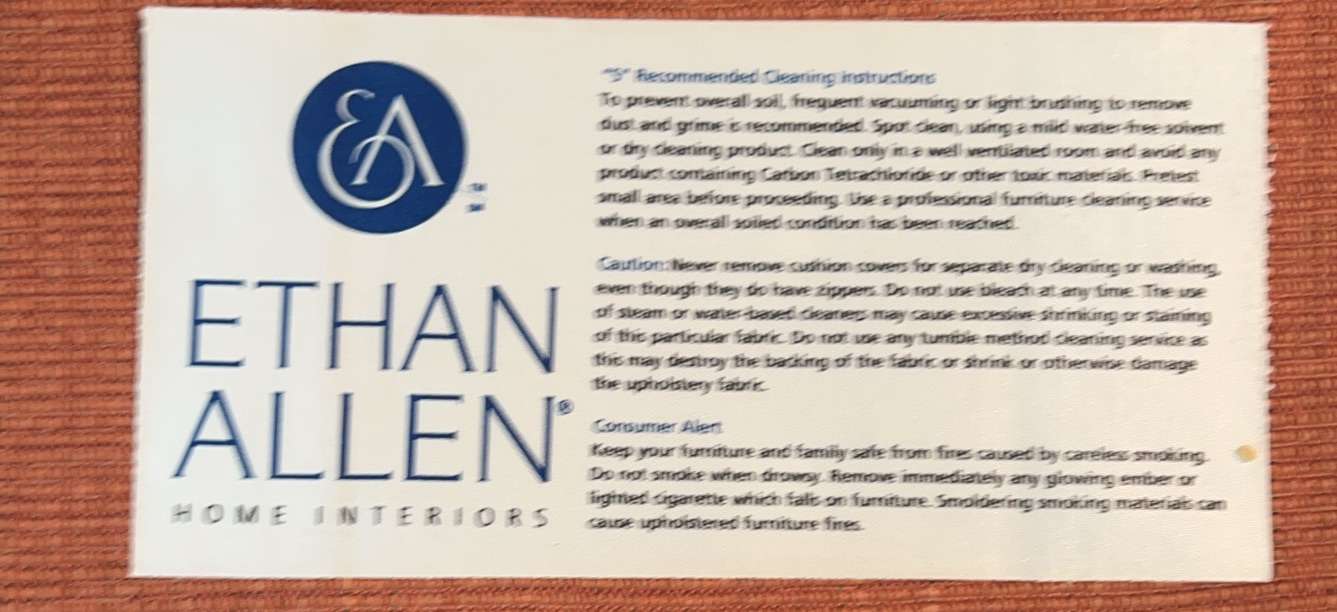 EA
TM
SM
ETHAN
ALLEN®
HOME INTERIORS
"S" Recommended Cleaning Instructions
To prevent overall soil, frequent vacuuming or light brushing to remove
dust and grime is recommended. Spot clean, using a mild water-free solvent
or dry cleaning product. Clean only in a well ventilated room and avoid any
product containing Carbon Tetrachloride or other toxic materials. Pretest
small area before proceeding. Use a professional furniture cleaning service
when an overall soiled condition has been reached.
Caution: Never remove cushion covers for separate dry cleaning or washing,
even though they do have zippers. Do not use bleach at any time. The use
of steam or water-based cleaners may cause excessive shrinking or staining
of this particular fabric. Do not use any tumble method cleaning service as
this may destroy the backing of the fabric or shrink or otherwise damage
the upholstery fabric.
Consumer Alert
Keep your furniture and family safe from fires caused by careless smoking.
Do not smoke when drowsy. Remove immediately any glowing ember or
lighted cigarette which falls on furniture. Smoldering smoking materials can
cause upholstered furniture fires.